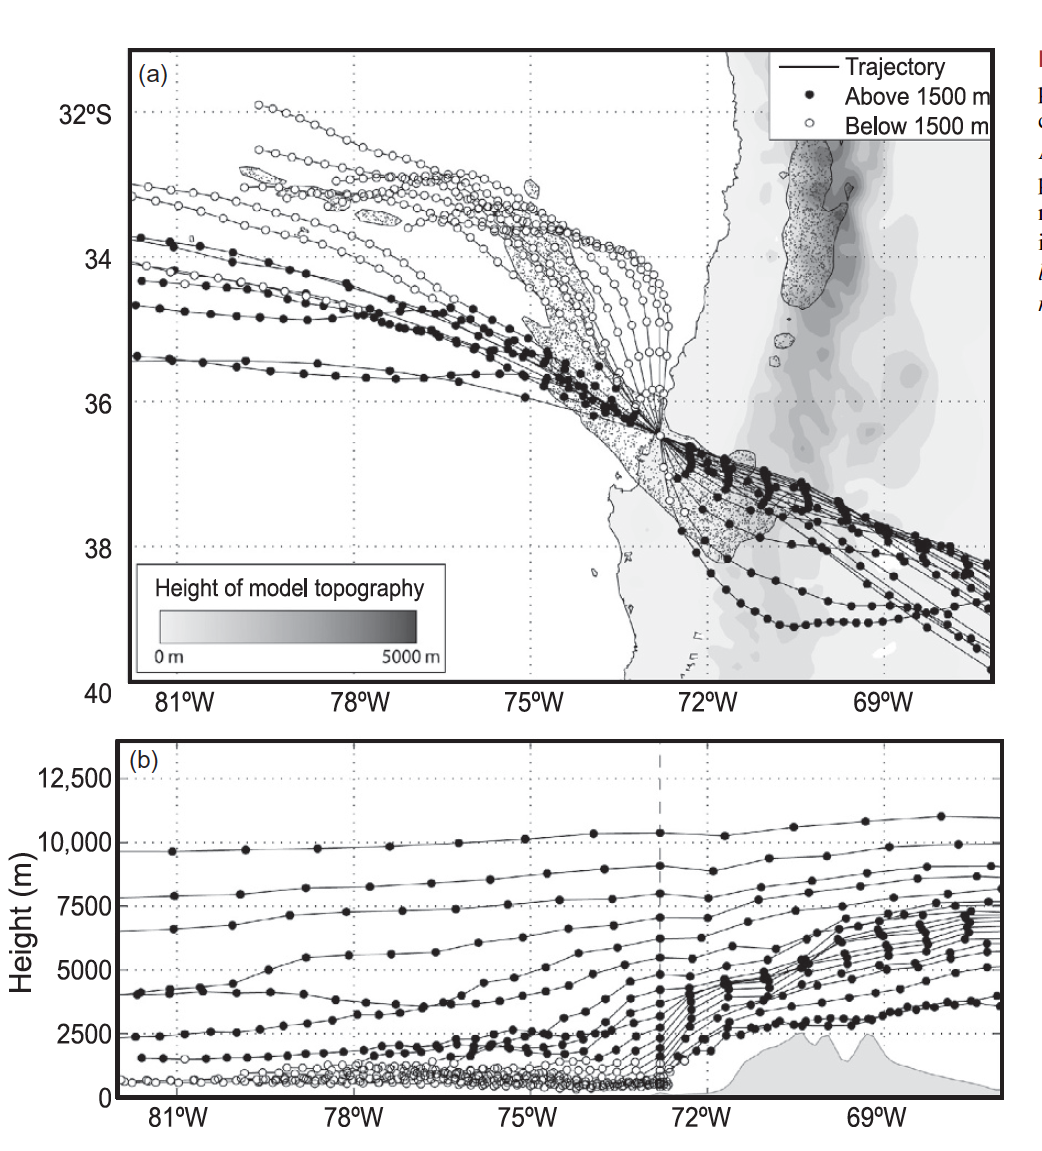 (a)
Trajectory
Above 1500 m
Below 1500 m
32ºS
34
36
38
40
Height of model topography
0 m
5000 m
81ºW
78ºW
75ºW
72ºW
69ºW
(b)
12,500
10,000
7500
5000
2500
0
Height (m)
81ºW
78ºW
75ºW
72ºW
69ºW